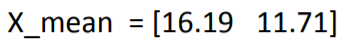 X_mean = [16.19 11.71]